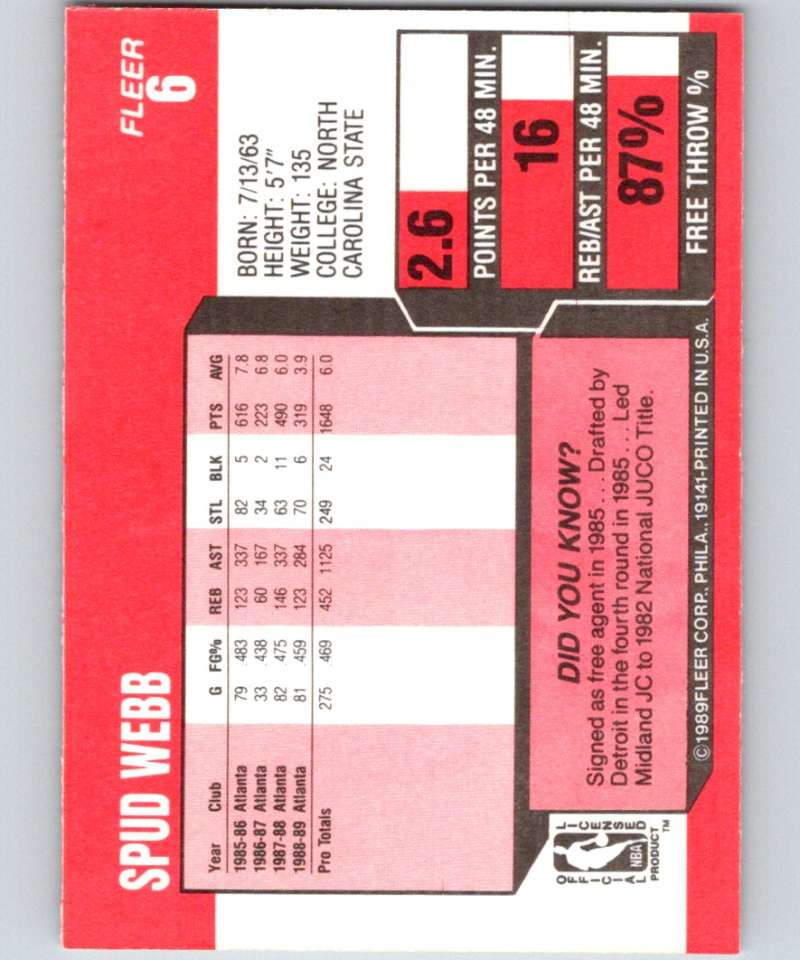 SPUD WEBB
FLEER
6
Year Club G FG% REB AST STL BLK PTS AVG
1985-86 Atlanta 79 .483 123 337 82 5 616 7.8
1986-87 Atlanta 33 .438 60 167 34 2 223 6.8
1987-88 Atlanta 82 .475 146 337 63 11 490 6.0
1988-89 Atlanta 81 .459 123 284 70 6 319 3.9
Pro Totals 275 .469 452 1125 249 24 1648 6.0
BORN: 7/13/63
HEIGHT: 5'7"
WEIGHT: 135
COLLEGE: NORTH
CAROLINA STATE
2.6
POINTS PER 48 MIN.
16
REB/AST PER 48 MIN.
87%
FREE THROW %
DID YOU KNOW?
Signed as free agent in 1985 . . . Drafted by
Detroit in the fourth round in 1985 . . . Led
Midland JC to 1982 National JUCO Title.
OFFICIAL
LICENSED
NBA
PRODUCT™
©1989FLEER CORP., PHILA., 19141-PRINTED IN U.S.A.